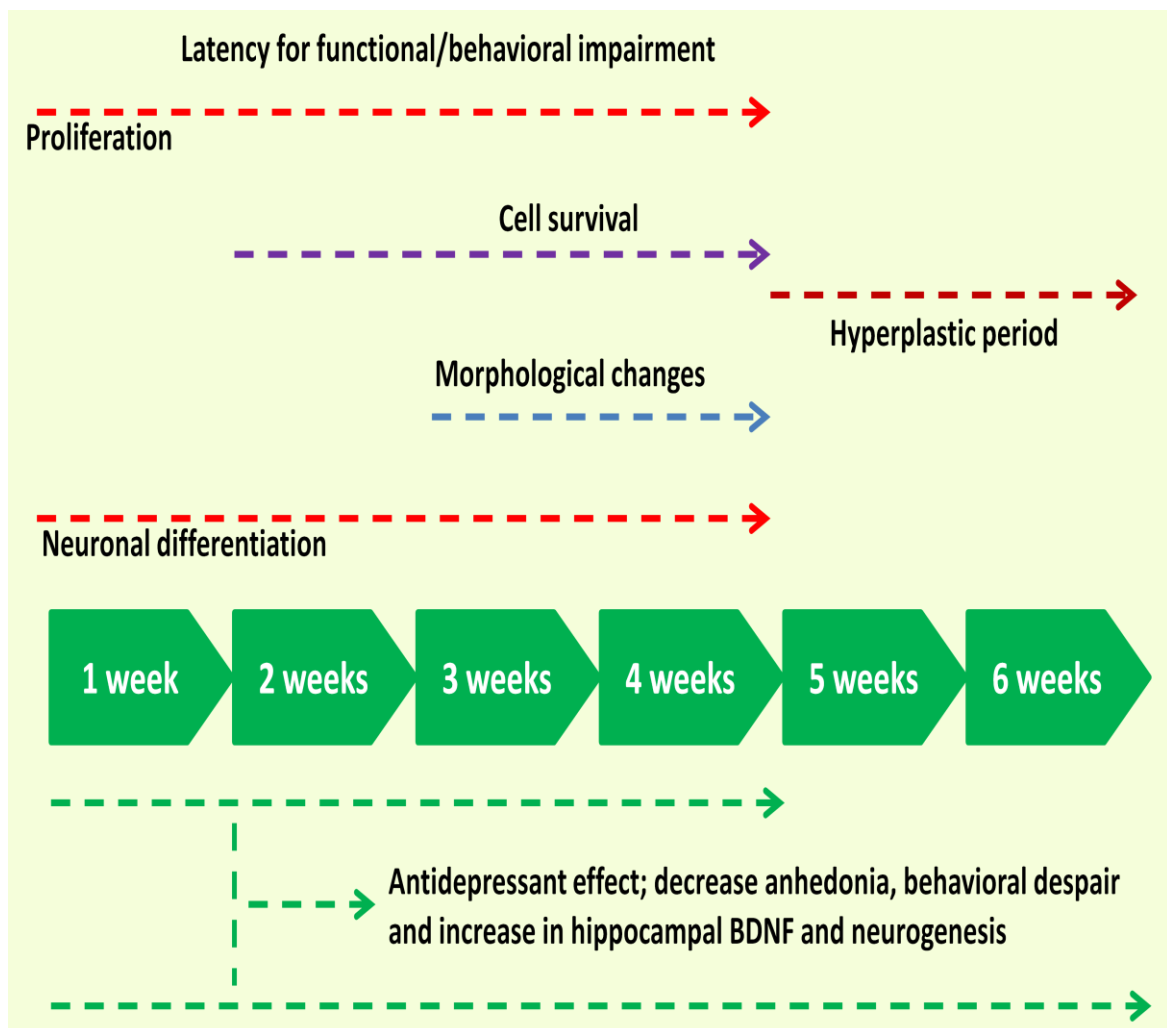 Latency for functional/behavioral impairment
Proliferation
Cell survival
Hyperplastic period
Morphological changes
Neuronal differentiation
1 week
2 weeks
3 weeks
4 weeks
5 weeks
6 weeks
Antidepressant effect; decrease anhedonia, behavioral despair
and increase in hippocampal BDNF and neurogenesis